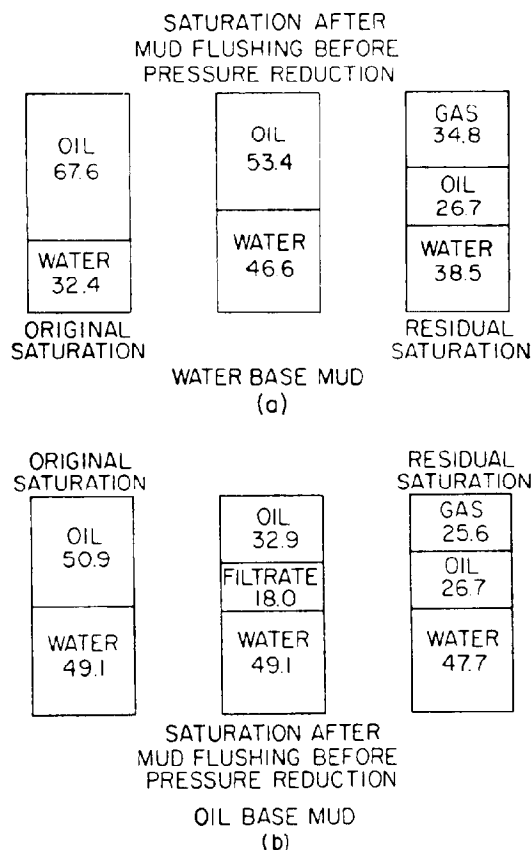 SATURATION AFTER
MUD FLUSHING BEFORE
PRESSURE REDUCTION
OIL
67.6
WATER
32.4
ORIGINAL
SATURATION
OIL
53.4
WATER
46.6
GAS
34.8
OIL
26.7
WATER
38.5
RESIDUAL
SATURATION
WATER BASE MUD
(a)
ORIGINAL
SATURATION
OIL
50.9
WATER
49.1
OIL
32.9
FILTRATE
18.0
WATER
49.1
SATURATION AFTER
MUD FLUSHING BEFORE
PRESSURE REDUCTION
RESIDUAL
SATURATION
GAS
25.6
OIL
26.7
WATER
47.7
OIL BASE MUD
(b)